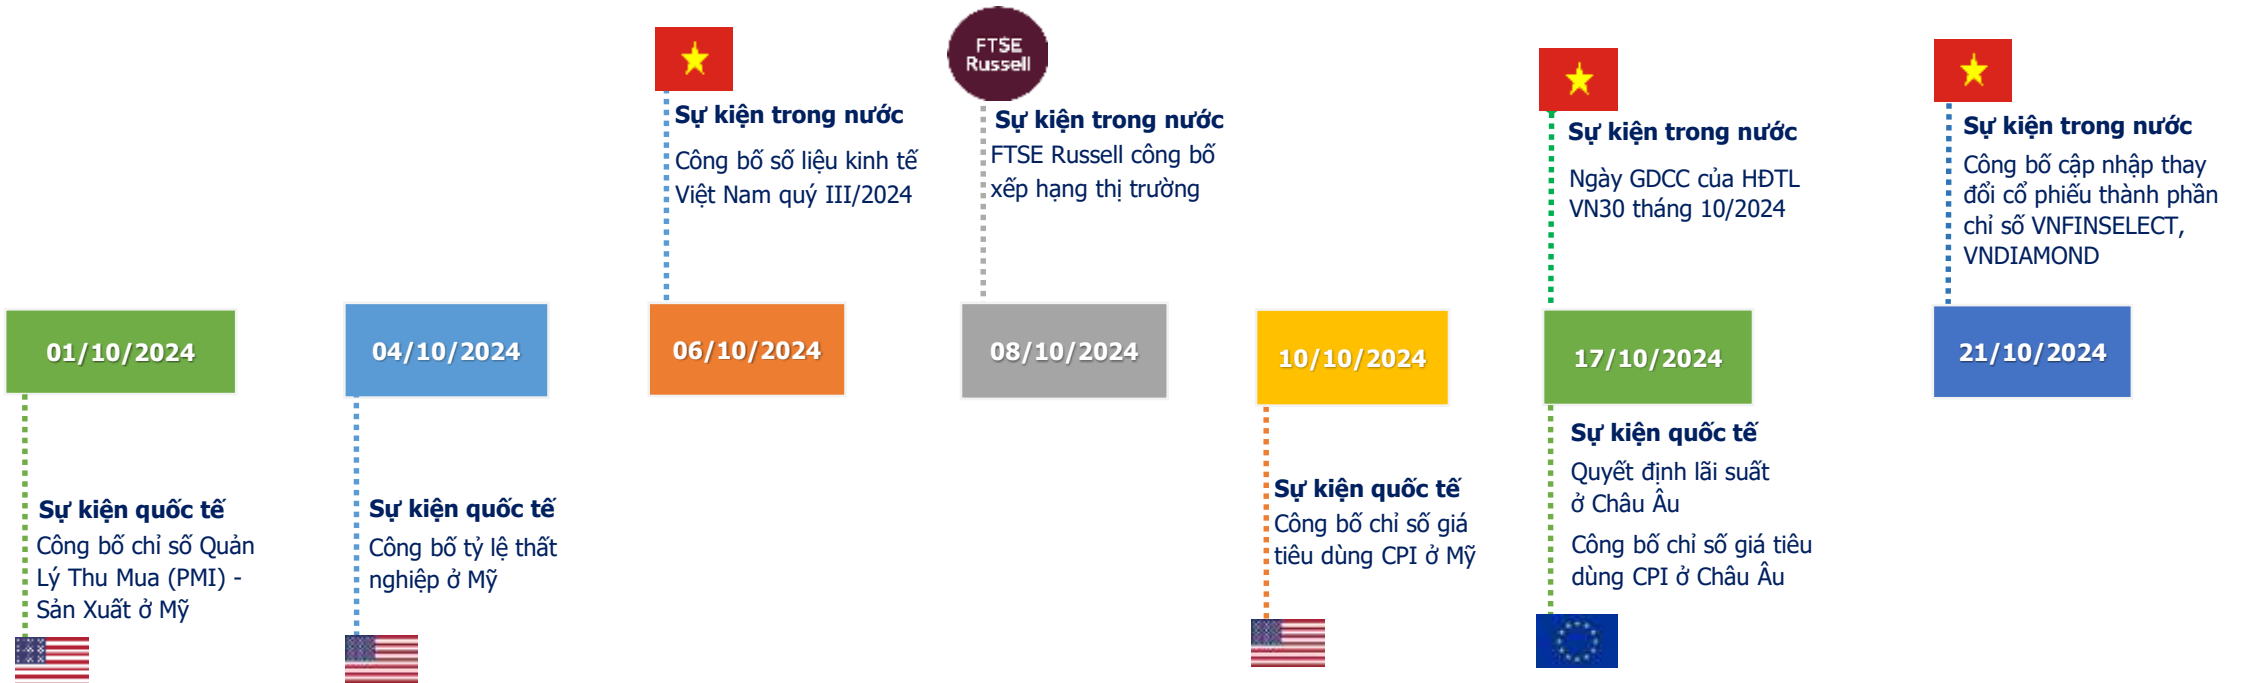 01/10/2024
Sự kiện quốc tế
Công bố chỉ số Quản
Lý Thu Mua (PMI) -
Sản Xuất ở Mỹ
04/10/2024
Sự kiện quốc tế
Công bố tỷ lệ thất
nghiệp ở Mỹ
Sự kiện trong nước
Công bố số liệu kinh tế
Việt Nam quý III/2024
06/10/2024
FTSE
Russell
Sự kiện trong nước
FTSE Russell công bố
xếp hạng thị trường
08/10/2024
10/10/2024
Sự kiện quốc tế
Công bố chỉ số giá
tiêu dùng CPI ở Mỹ
Sự kiện trong nước
Ngày GDCC của HĐTL
VN30 tháng 10/2024
17/10/2024
Sự kiện quốc tế
Quyết định lãi suất
ở Châu Âu
Công bố chỉ số giá tiêu
dùng CPI ở Châu Âu
Sự kiện trong nước
Công bố cập nhập thay
đổi cổ phiếu thành phần
chỉ số VNFINSELECT,
VNDIAMOND
21/10/2024